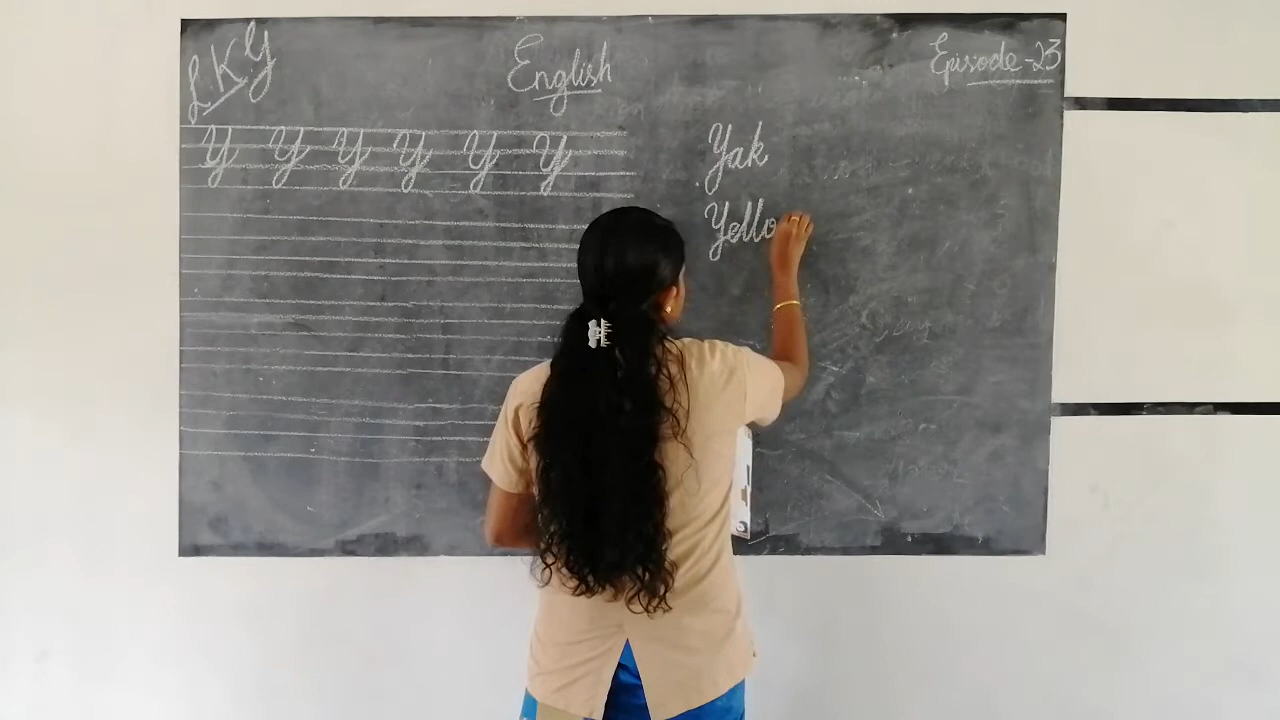 LKG
English
Episode-23
Y Y Y Y Y Y
Yak
Yello